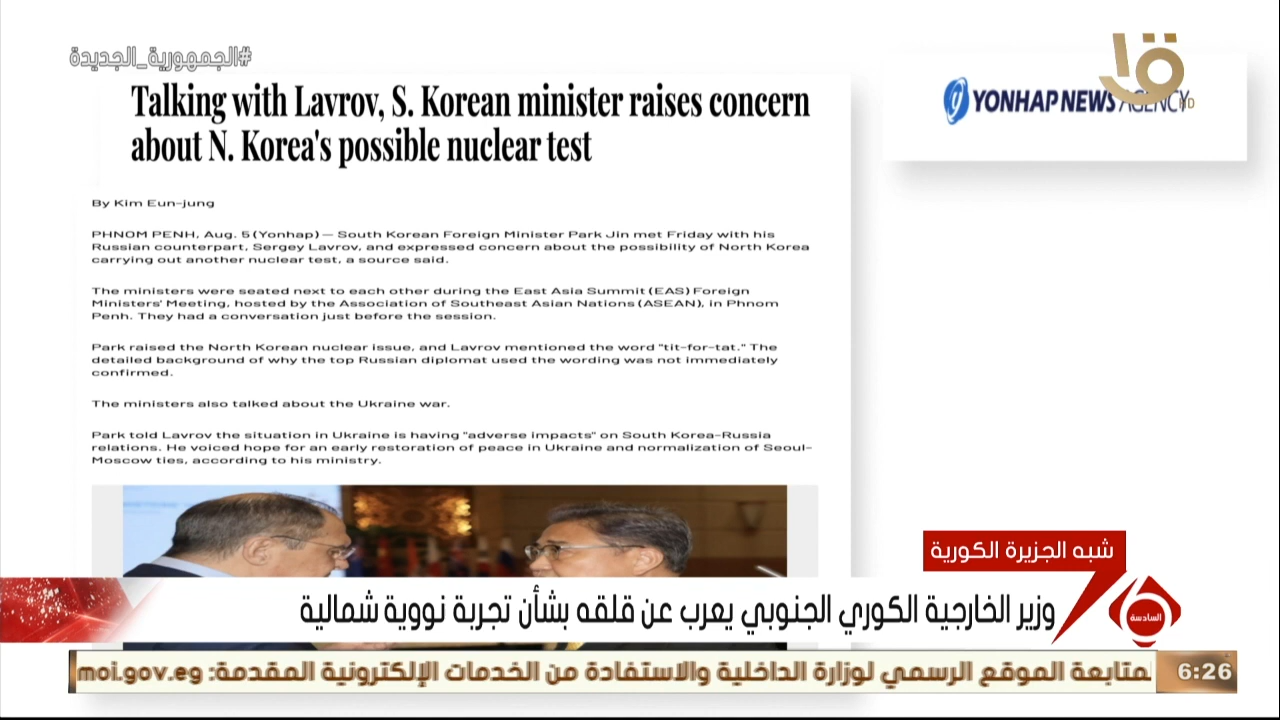 #الجمهورية_الجديدة
Talking with Lavrov, S. Korean minister raises concern
about N. Korea's possible nuclear test
YONHAP NEWS AGENCY
HD
By Kim Eun-jung
PHNOM PENH, Aug. 5 (Yonhap) — South Korean Foreign Minister Park Jin met Friday with his
Russian counterpart, Sergey Lavrov, and expressed concern about the possibility of North Korea
carrying out another nuclear test, a source said.
The ministers were seated next to each other during the East Asia Summit (EAS) Foreign
Ministers' Meeting, hosted by the Association of Southeast Asian Nations (ASEAN), in Phnom
Penh. They had a conversation just before the session.
Park raised the North Korean nuclear issue, and Lavrov mentioned the word "tit-for-tat." The
detailed background of why the top Russian diplomat used the wording was not immediately
confirmed.
The ministers also talked about the Ukraine war.
Park told Lavrov the situation in Ukraine is having "adverse impacts" on South Korea-Russia
relations. He voiced hope for an early restoration of peace in Ukraine and normalization of Seoul-
Moscow ties, according to his ministry.
شبه الجزيرة الكورية
وزير الخارجية الكوري الجنوبي يعرب عن قلقه بشأن تجربة نووية شمالية
السادسة
لمتابعة الموقع الرسمي لوزارة الداخلية والاستفادة من الخدمات الإلكترونية المقدمة: moi.gov.eg
6:26